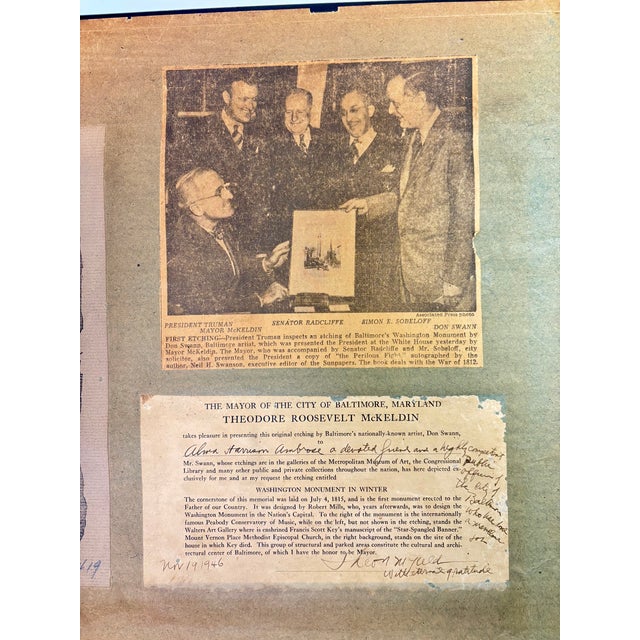 Associated Press photo
PRESIDENT TRUMAN SENATOR RADCLIFFE SIMON E. SOBELOFF DON SWANN
MAYOR McKELDIN
FIRST ETCHING—President Truman inspects an etching of Baltimore's Washington Monument by
Don Swann, Baltimore artist, which was presented the President at the White House yesterday by
Mayor McKeldin. The Mayor, who was accompanied by Senator Radcliffe and Mr. Sobeloff, city
solicitor, also presented the President a copy of "the Perilous Fight," autographed by the
author, Neil H. Swanson, executive editor of the Sunpapers. The book deals with the War of 1812.
THE MAYOR OF THE CITY OF BALTIMORE, MARYLAND
THEODORE ROOSEVELT McKELDIN
takes pleasure in presenting this original etching by Baltimore's nationally-known artist, Don Swann,
to
Alma Harrison Ambrose a devoted friend and a highly competent
public
of the City of
Baltimore
who has been
a
Mr. Swann, whose etchings are in the galleries of the Metropolitan Museum of Art, the Congressional
Library and many other public and private collections throughout the nation, has here depicted ex-
clusively for me and at my request the etching entitled
WASHINGTON MONUMENT IN WINTER
The cornerstone of this memorial was laid on July 4, 1815, and is the first monument erected to the
Father of our Country. It was designed by Robert Mills, who, years afterwards, was to design the
Washington Monument in the Nation's Capital. To the right of the monument is the internationally
famous Peabody Conservatory of Music, while on the left, but not shown in the etching, stands the
Walters Art Gallery where is enshrined Francis Scott Key's manuscript of the "Star-Spangled Banner."
Mount Vernon Place Methodist Episcopal Church, in the right background, stands on the site of the
house in which Key died. This group of structural and parked areas constitute the cultural and archi-
tectural center of Baltimore, of which I have the honor to be Mayor.
Nov 19 1946
Theo R McKeldin
with eternal gratitude
19